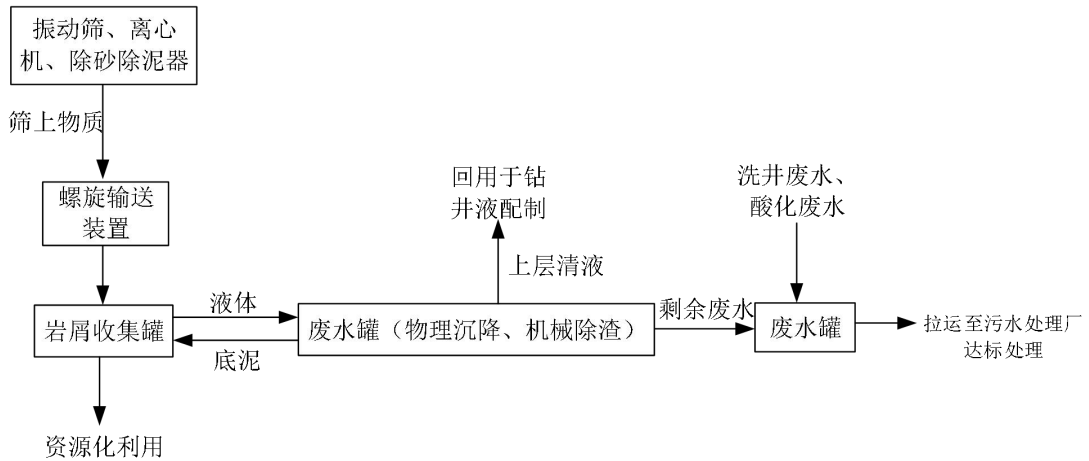 振动筛、离心
机、除砂除泥器
筛上物质
螺旋输送
装置
回用于钻
井液配制
洗井废水、
酸化废水
上层清液
液体
岩屑收集罐
底泥
废水罐（物理沉降、机械除渣）
剩余废水
废水罐
拉运至污水处理厂
达标处理
资源化利用